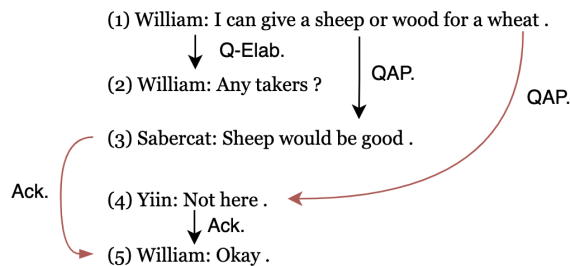 (1) William: I can give a sheep or wood for a wheat .
Q-Elab.
QAP.
(2) William: Any takers ?
QAP.
(3) Sabercat: Sheep would be good .
Ack.
(4) Yiin: Not here .
Ack.
(5) William: Okay .